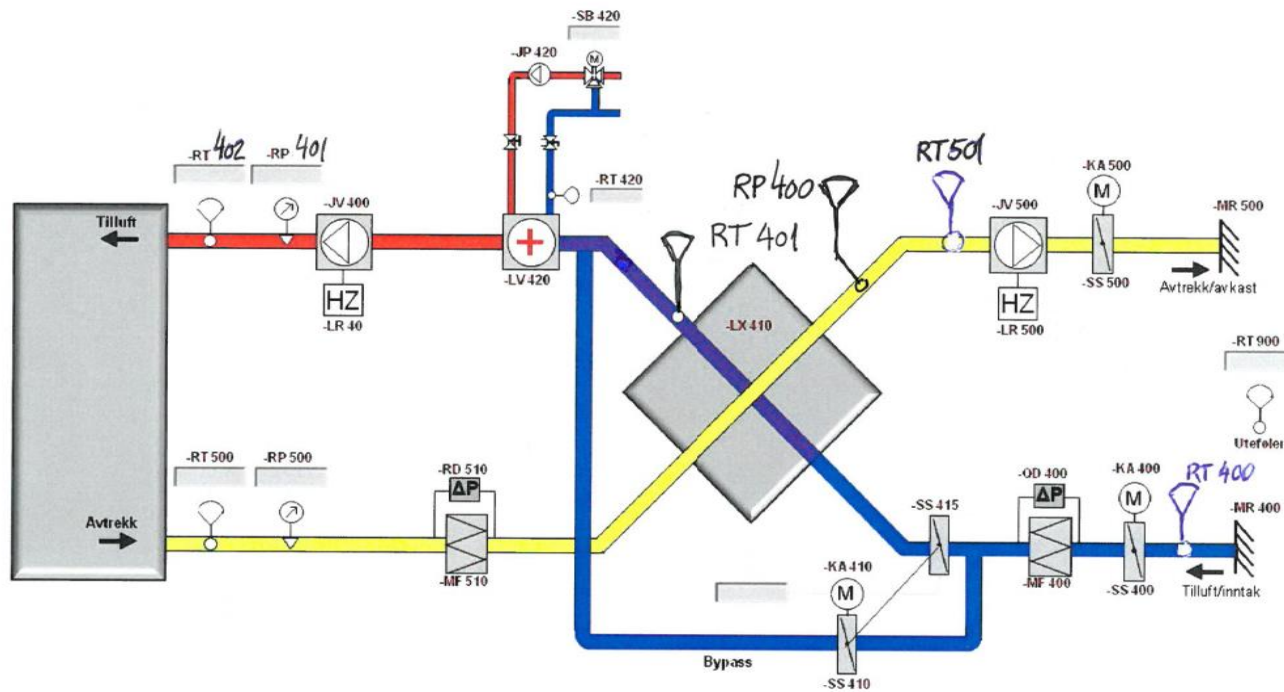 -SB 420
M
-JP 420
-RT 402
-RP 401
-RT 420
-JV 400
Tilluft
HZ
-LR 40
-LV 420
RP 400
RT 401
RT 501
-KA 500
M
-JV 500
-MR 500
HZ
-LR 500
-SS 500
Avtrekk/avkast
-LX 410
-RT 900
Uteføler
-RT 500
-RP 500
-RD 510
ΔP
Avtrekk
-MF 510
-SS 415
-OD 400
ΔP
-KA 400
M
RT 400
-MR 400
-MF 400
-SS 400
Tilluft/inntak
-KA 410
M
Bypass
-SS 410